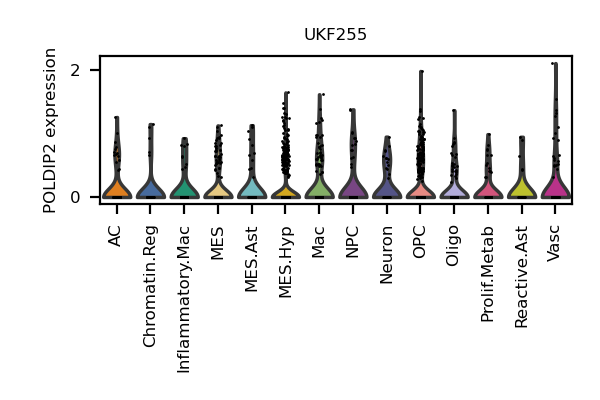 UKF255
POLDIP2 expression
2
0
AC
Chromatin.Reg
Inflammatory.Mac
MES
MES.Ast
MES.Hyp
Mac
NPC
Neuron
OPC
Oligo
Prolif.Metab
Reactive.Ast
Vasc